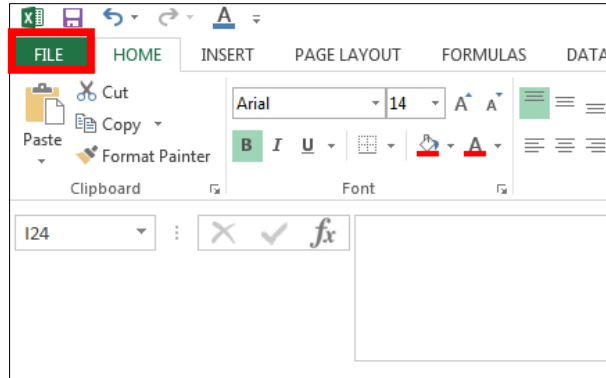 FILE HOME INSERT PAGE LAYOUT FORMULAS DATA
Cut
Copy
Format Painter
Paste
Clipboard
Arial 14 A A
B I U A
Font
I24 fx